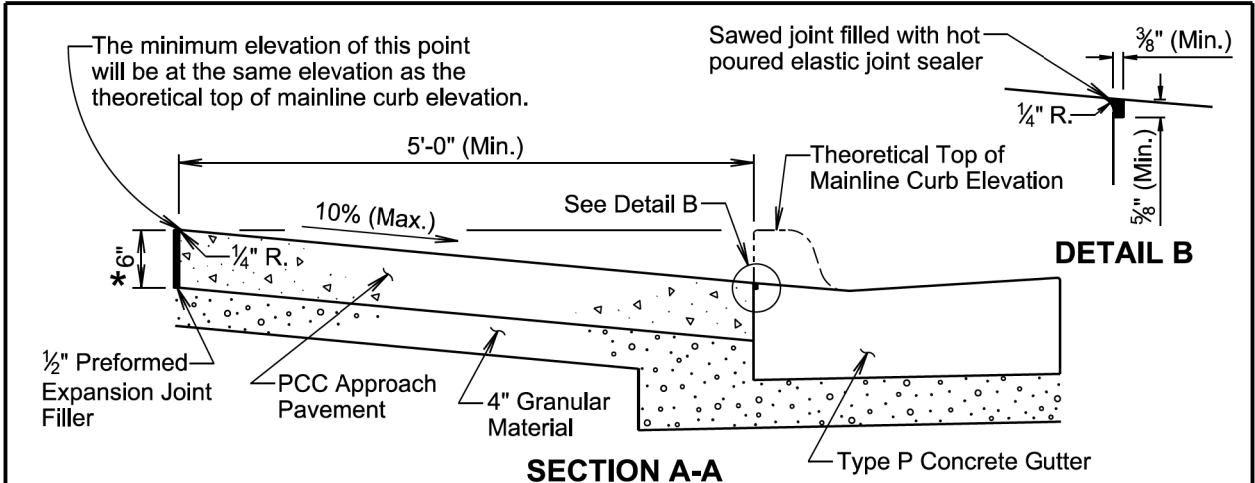 The minimum elevation of this point
will be at the same elevation as the
theoretical top of mainline curb elevation.
Sawed joint filled with hot
poured elastic joint sealer
⅜" (Min.)
¼" R.
⅝" (Min.)
DETAIL B
5'-0" (Min.)
Theoretical Top of
Mainline Curb Elevation
See Detail B
10% (Max.)
¼" R.
*6"
½" Preformed
Expansion Joint
Filler
PCC Approach
Pavement
4" Granular
Material
Type P Concrete Gutter
SECTION A-A